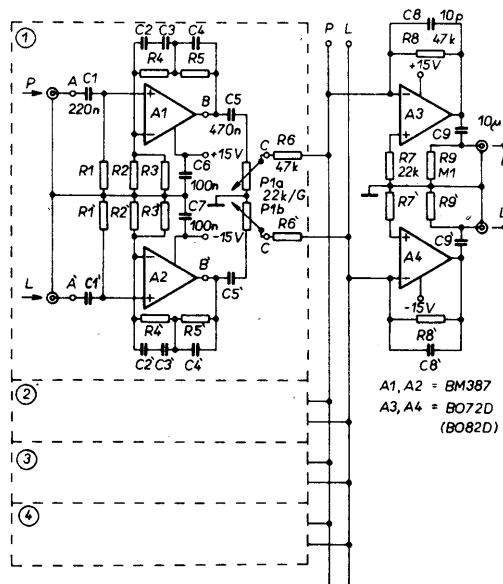 1
C2 C3 C4
R4 R5
P A C1
220n
A1
B C5
470n
+15V
C6
100n
C7
100n
-15V
R1 R2 R3
R1' R2' R3'
C R6
47k
P1a
22k/G
P1b
C R6'
L A' C1'
A2
B'
C5'
R4' R5'
C2' C3' C4'
2
3
4
P L
C8 10p
R8 47k
+15V
A3
C9
10μ
R7
22k
R9
M1
R7'
R9'
A4
C9'
-15V
R8'
C8'
A1, A2 = BM387
A3, A4 = BO72D
(BO82D)